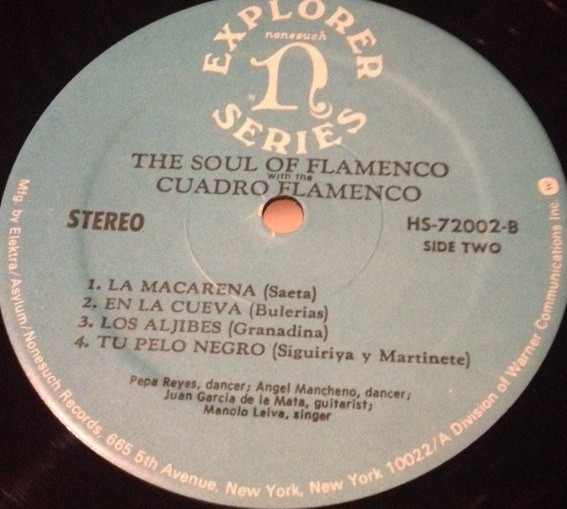 EXPLORER
nonesuch
n
SERIES
THE SOUL OF FLAMENCO
with the
CUADRO FLAMENCO
STEREO
HS-72002-B
SIDE TWO
1. LA MACARENA (Saeta)
2. EN LA CUEVA (Bulerias)
3. LOS ALJIBES (Granadina)
4. TU PELO NEGRO (Siguiriya y Martinete)
Pepa Reyes, dancer; Angel Mancheno, dancer;
Juan Garcia de la Mata, guitarist;
Manolo Leiva, singer
Mfg. by Elektra/Asylum/Nonesuch Records, 665 5th Avenue, New York, New York 10022/A Division of Warner Communications Inc.